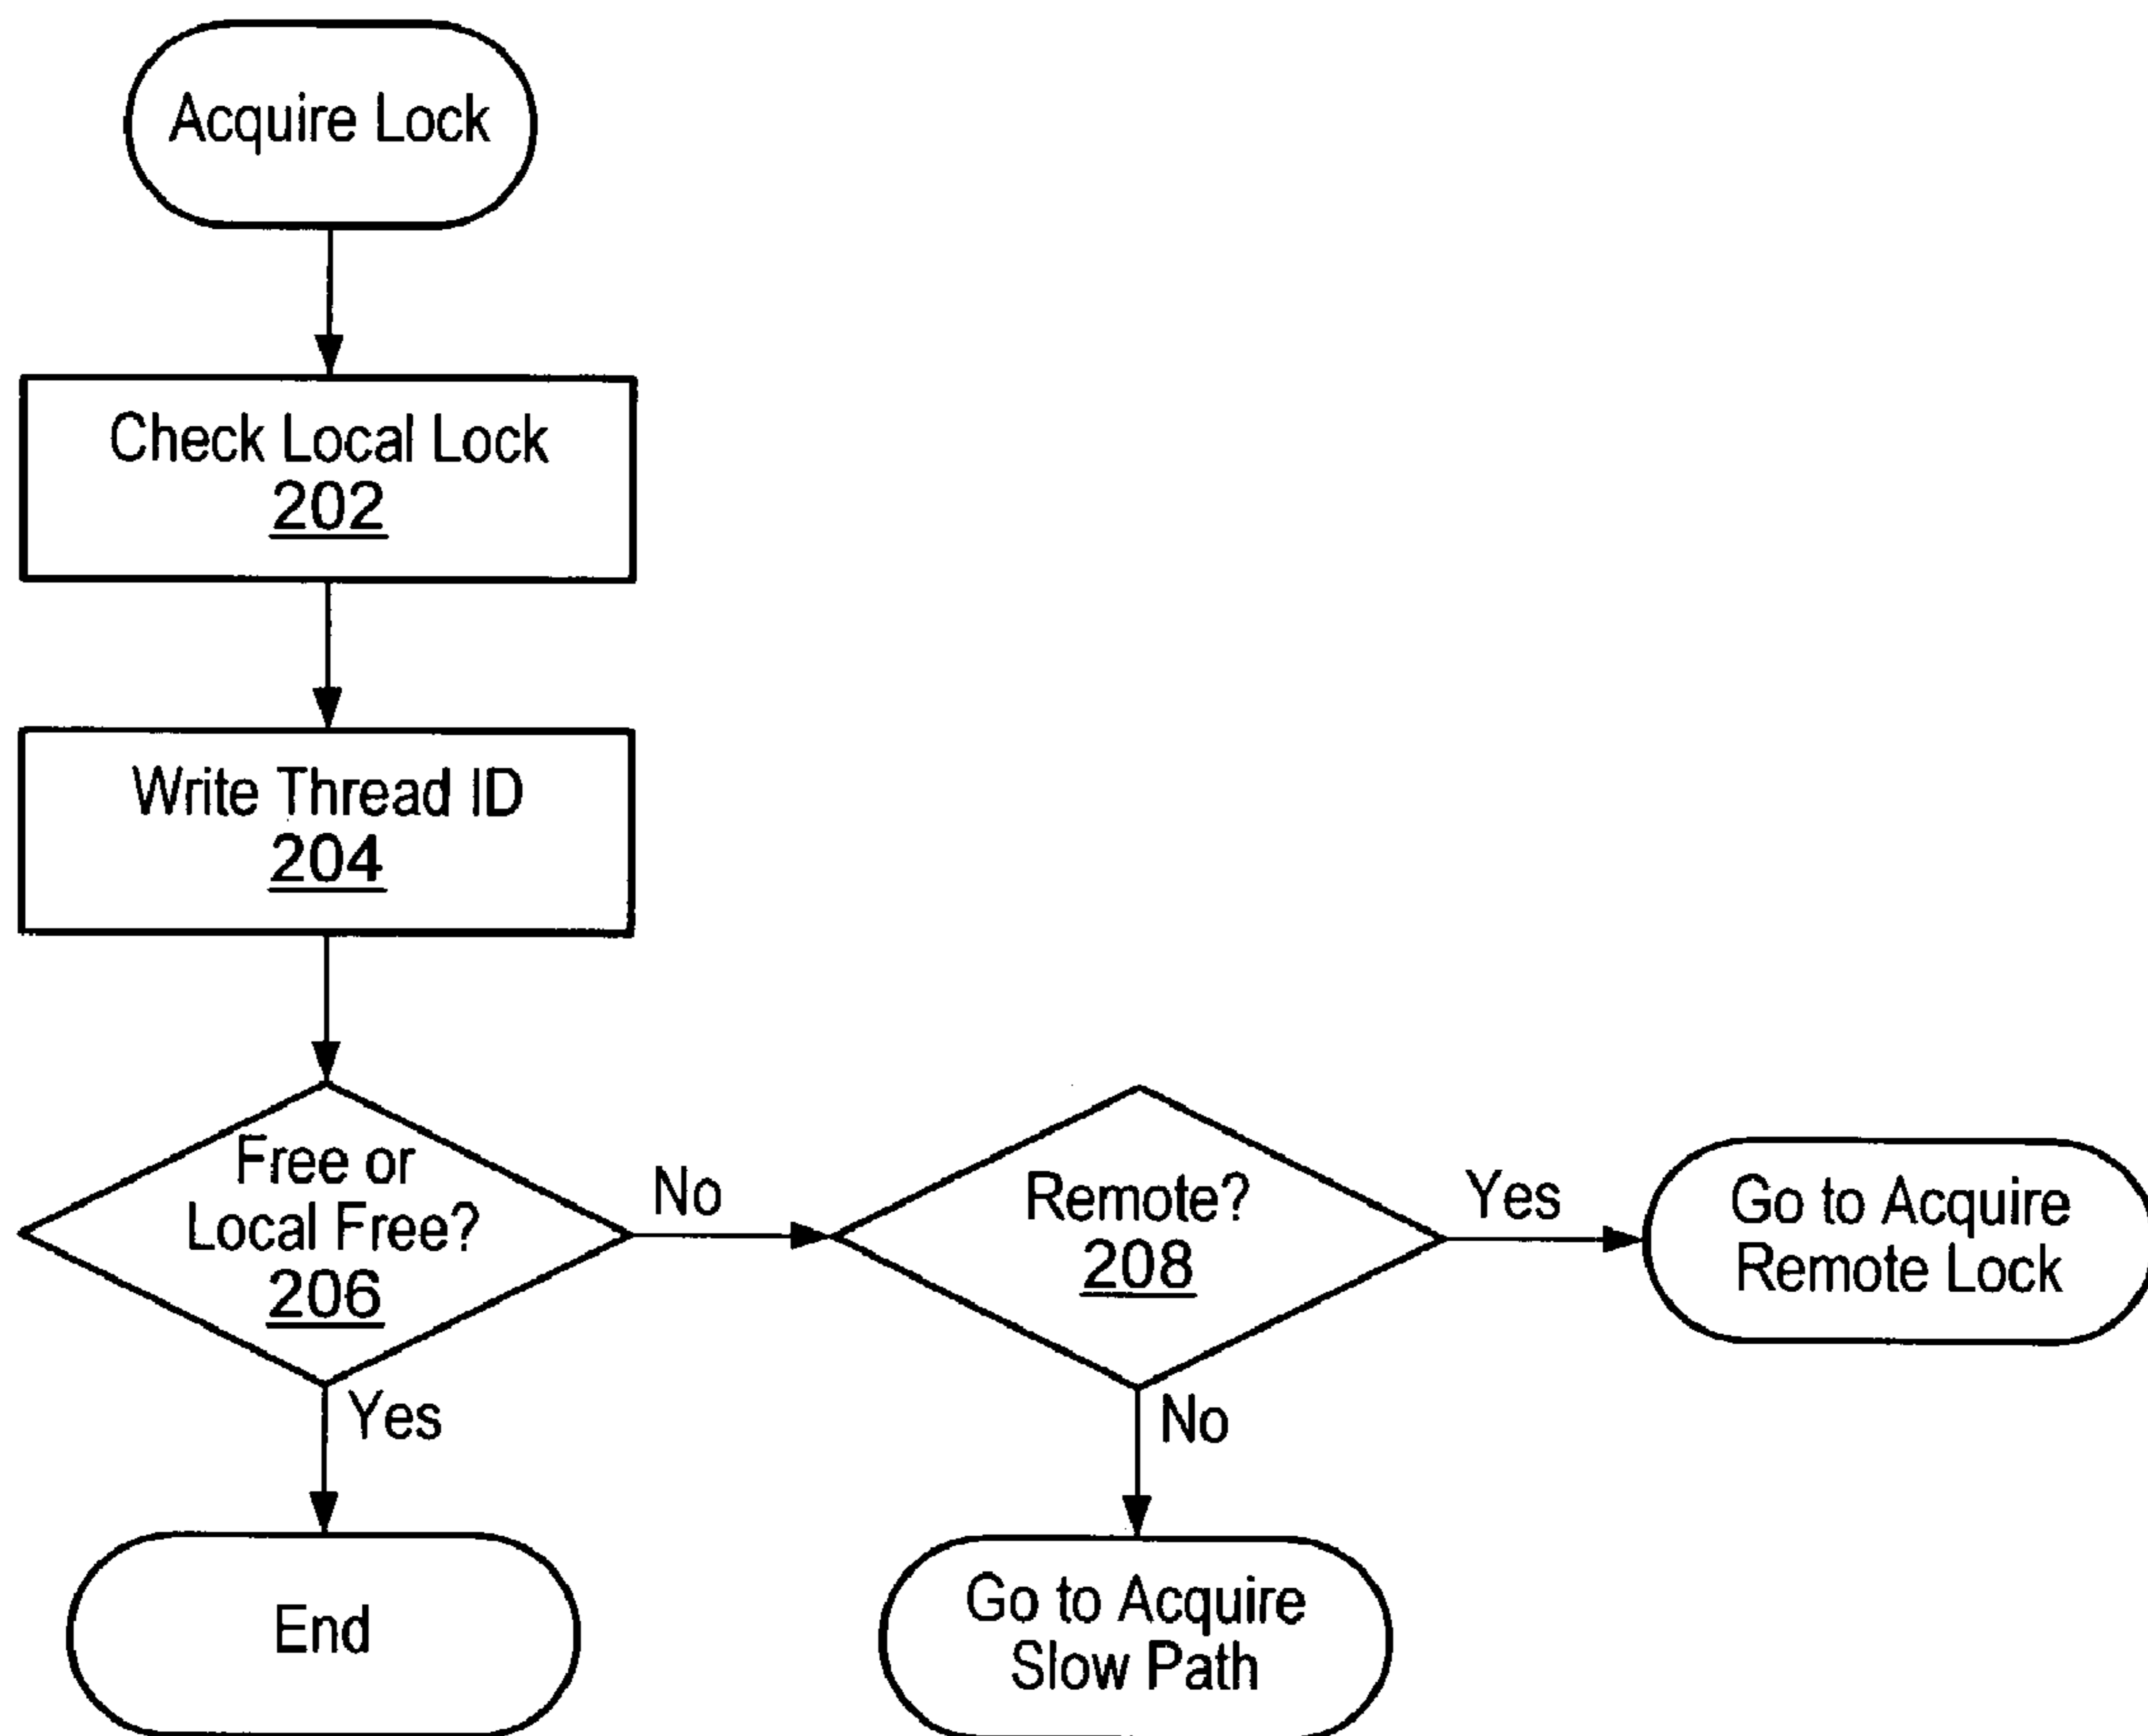 Acquire Lock
Check Local Lock
202
Write Thread ID
204
Free or
Local Free?
206
No
Remote?
208
Yes
Go to Acquire
Remote Lock
Yes
No
End
Go to Acquire
Slow Path